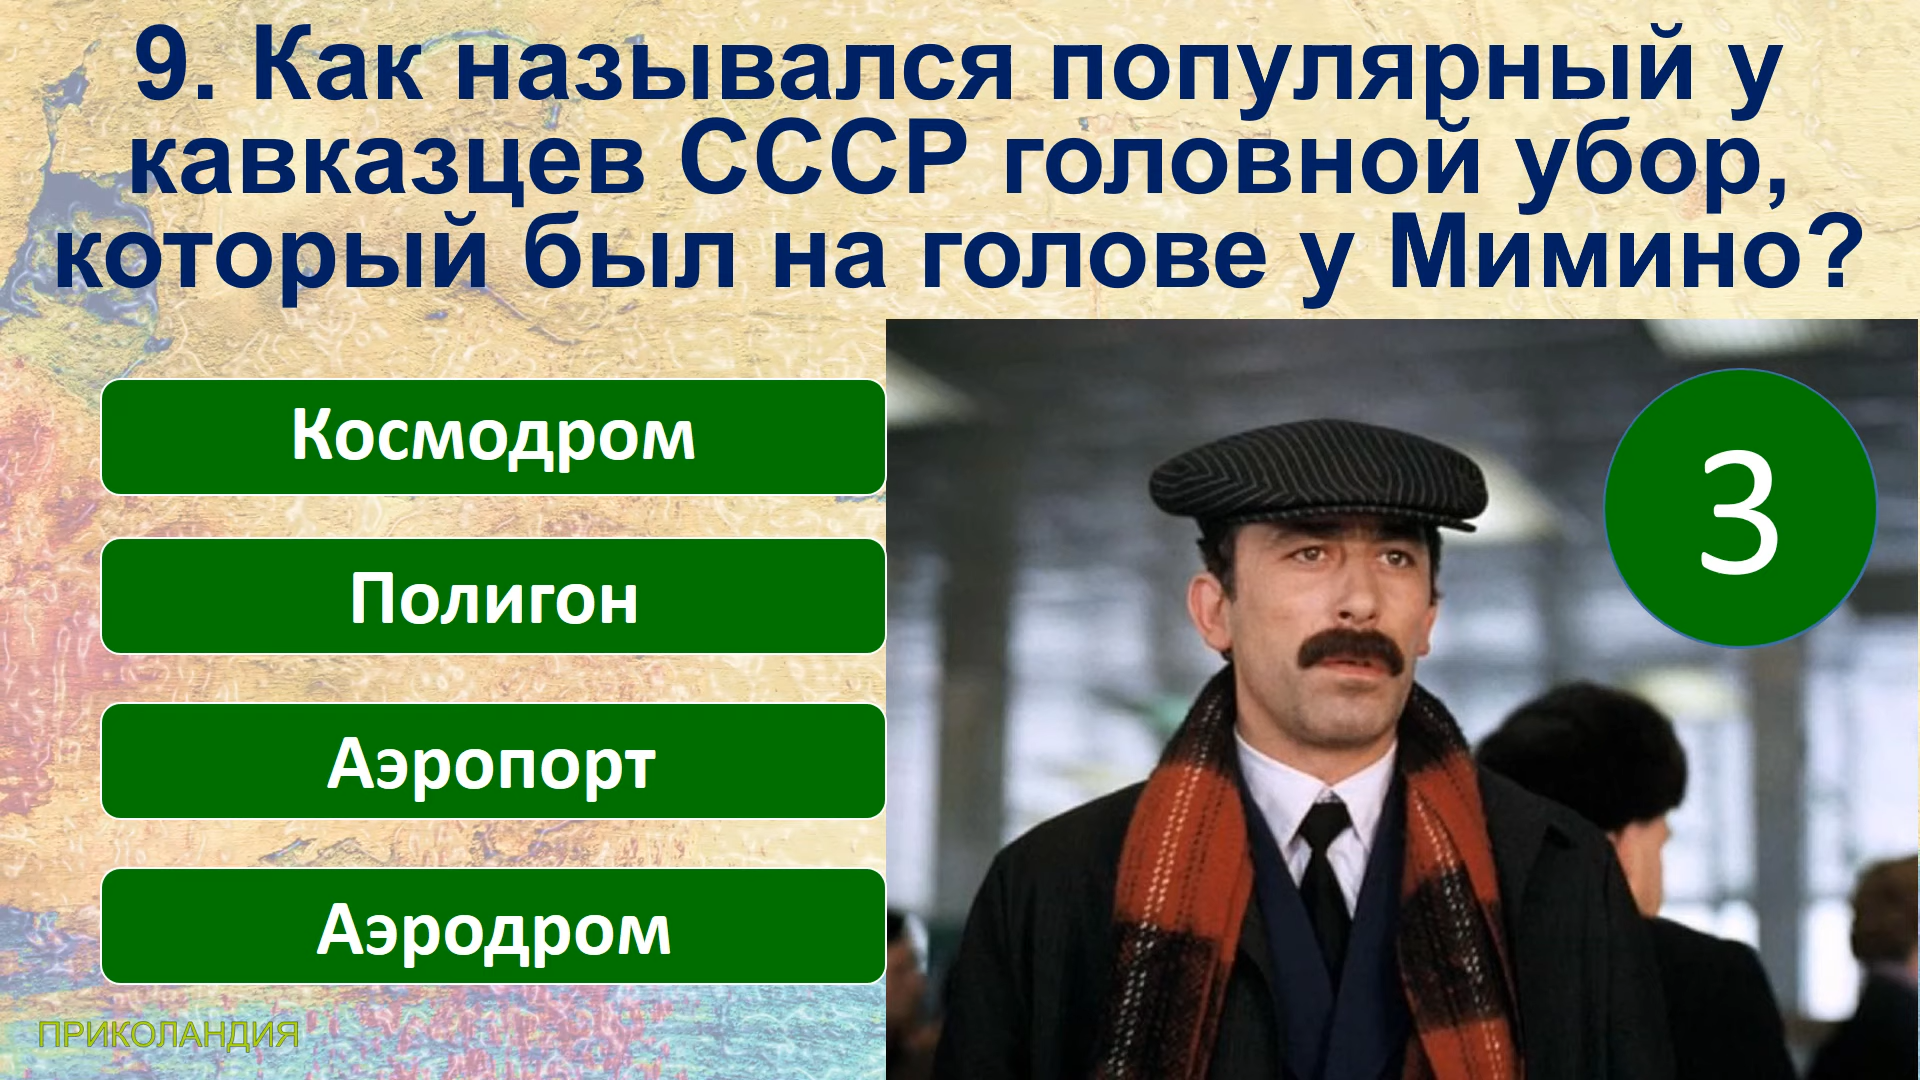 9. Как назывался популярный у
кавказцев СССР головной убор,
который был на голове у Мимино?
Космодром
Полигон
Аэропорт
Аэродром
3
ПРИКОЛАНДИЯ